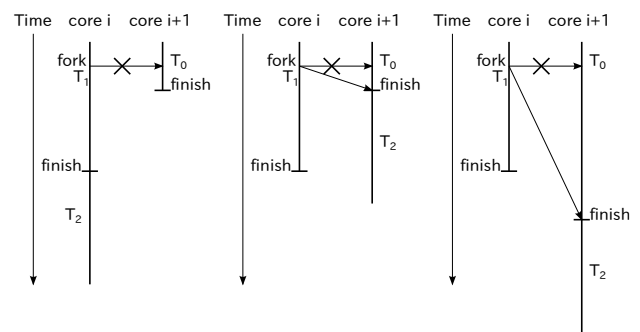 Time core i core i+1
fork T₀
T₁ finish
finish
T₂
Time core i core i+1
fork T₀
T₁ finish
T₂
finish
Time core i core i+1
fork T₀
T₁
finish
finish
T₂